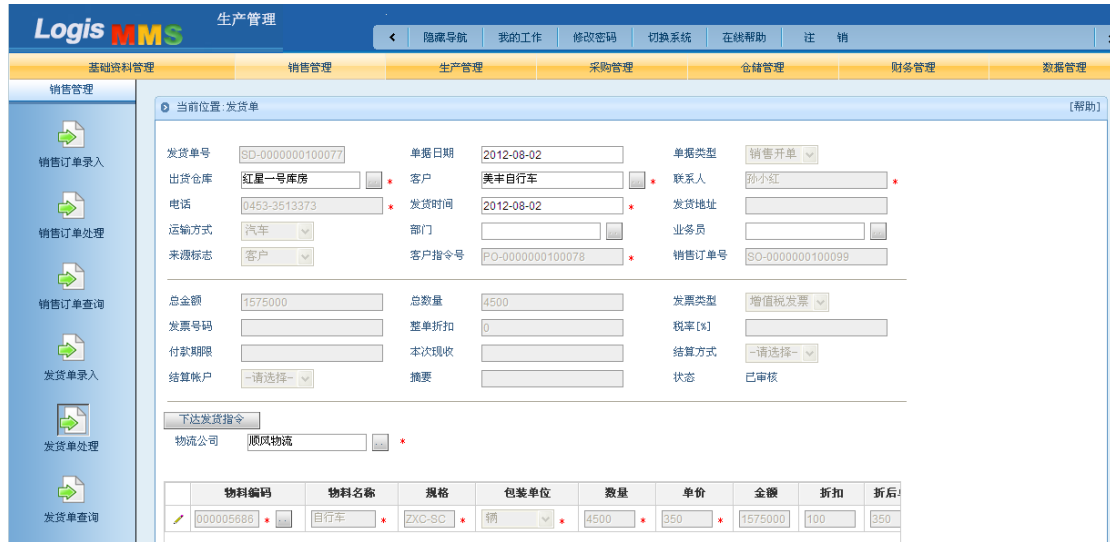 Logis MMS 生产管理
隐藏导航 我的工作 修改密码 切换系统 在线帮助 注 销
基础资料管理 销售管理 生产管理 采购管理 仓储管理 财务管理 数据管理
销售管理
当前位置:发货单 [帮助]
销售订单录入
销售订单处理
销售订单查询
发货单录入
发货单处理
发货单查询
发货单号 SD-0000000100077 单据日期 2012-08-02 单据类型 销售开单
出货仓库 红星一号库房 .. * 客户 美丰自行车 .. * 联系人 孙小红 *
电话 0453-3513373 * 发货时间 2012-08-02 * 发货地址
运输方式 汽车 部门 .. 业务员 ..
来源标志 客户 客户指令号 PO-0000000100078 * 销售订单号 SO-0000000100099
总金额 1575000 总数量 4500 发票类型 增值税发票
发票号码 整单折扣 0 税率[%]
付款期限 本次现收 结算方式 -请选择-
结算帐户 -请选择- 摘要 状态 已审核
下达发货指令
物流公司 顺风物流 .. *
物料编码 物料名称 规格 包装单位 数量 单价 金额 折扣 折后
000005686 * .. 自行车 * ZXC-SC * 辆 * 4500 * 350 * 1575000 100 350